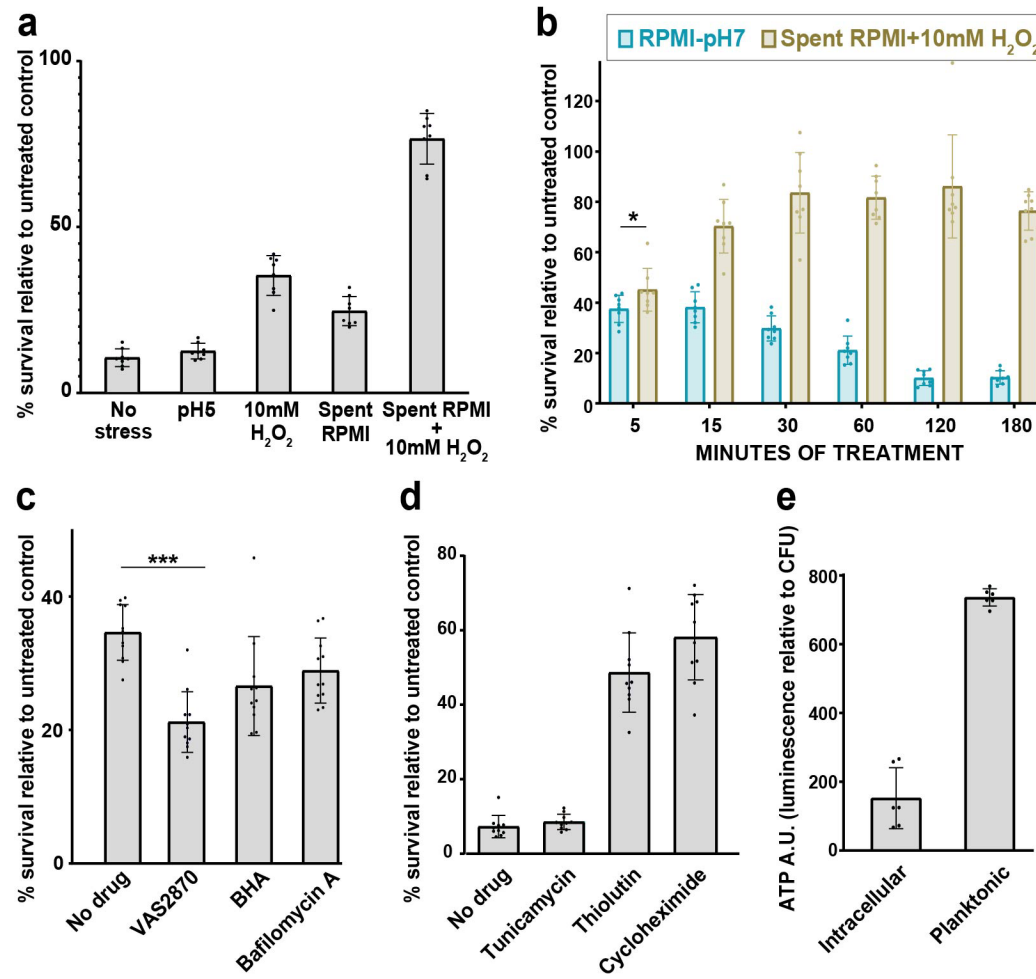 a
% survival relative to untreated control
100
50
0
No
stress
pH5
10mM
H₂O₂
Spent
RPMI
Spent RPMI
+
10mM H₂O₂
b
RPMI-pH7
Spent RPMI+10mM H₂O₂
% survival relative to untreated control
120
100
80
60
40
20
0
*
5
15
30
60
120
180
MINUTES OF TREATMENT
c
% survival relative to untreated control
40
20
0
***
No drug
VAS2870
BHA
Bafilomycin A
d
% survival relative to untreated control
80
60
40
20
0
No drug
Tunicamycin
Thiolutin
Cycloheximide
e
ATP A.U. (luminescence relative to CFU)
800
600
400
200
0
Intracellular
Planktonic